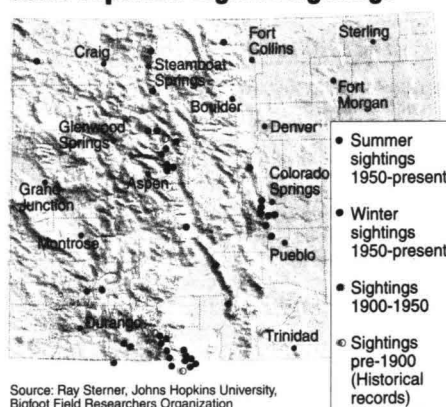 Fort
Collins
Sterling
Craig
Steamboat
Springs
Fort
Morgan
Boulder
Denver
Glenwood
Springs
Aspen
Grand
Junction
Colorado
Springs
Montrose
Pueblo
Durango
Trinidad
Summer
sightings
1950-present
Winter
sightings
1950-present
Sightings
1900-1950
Sightings
pre-1900
(Historical
records)
Source: Ray Sterner, Johns Hopkins University,
Bigfoot Field Researchers Organization